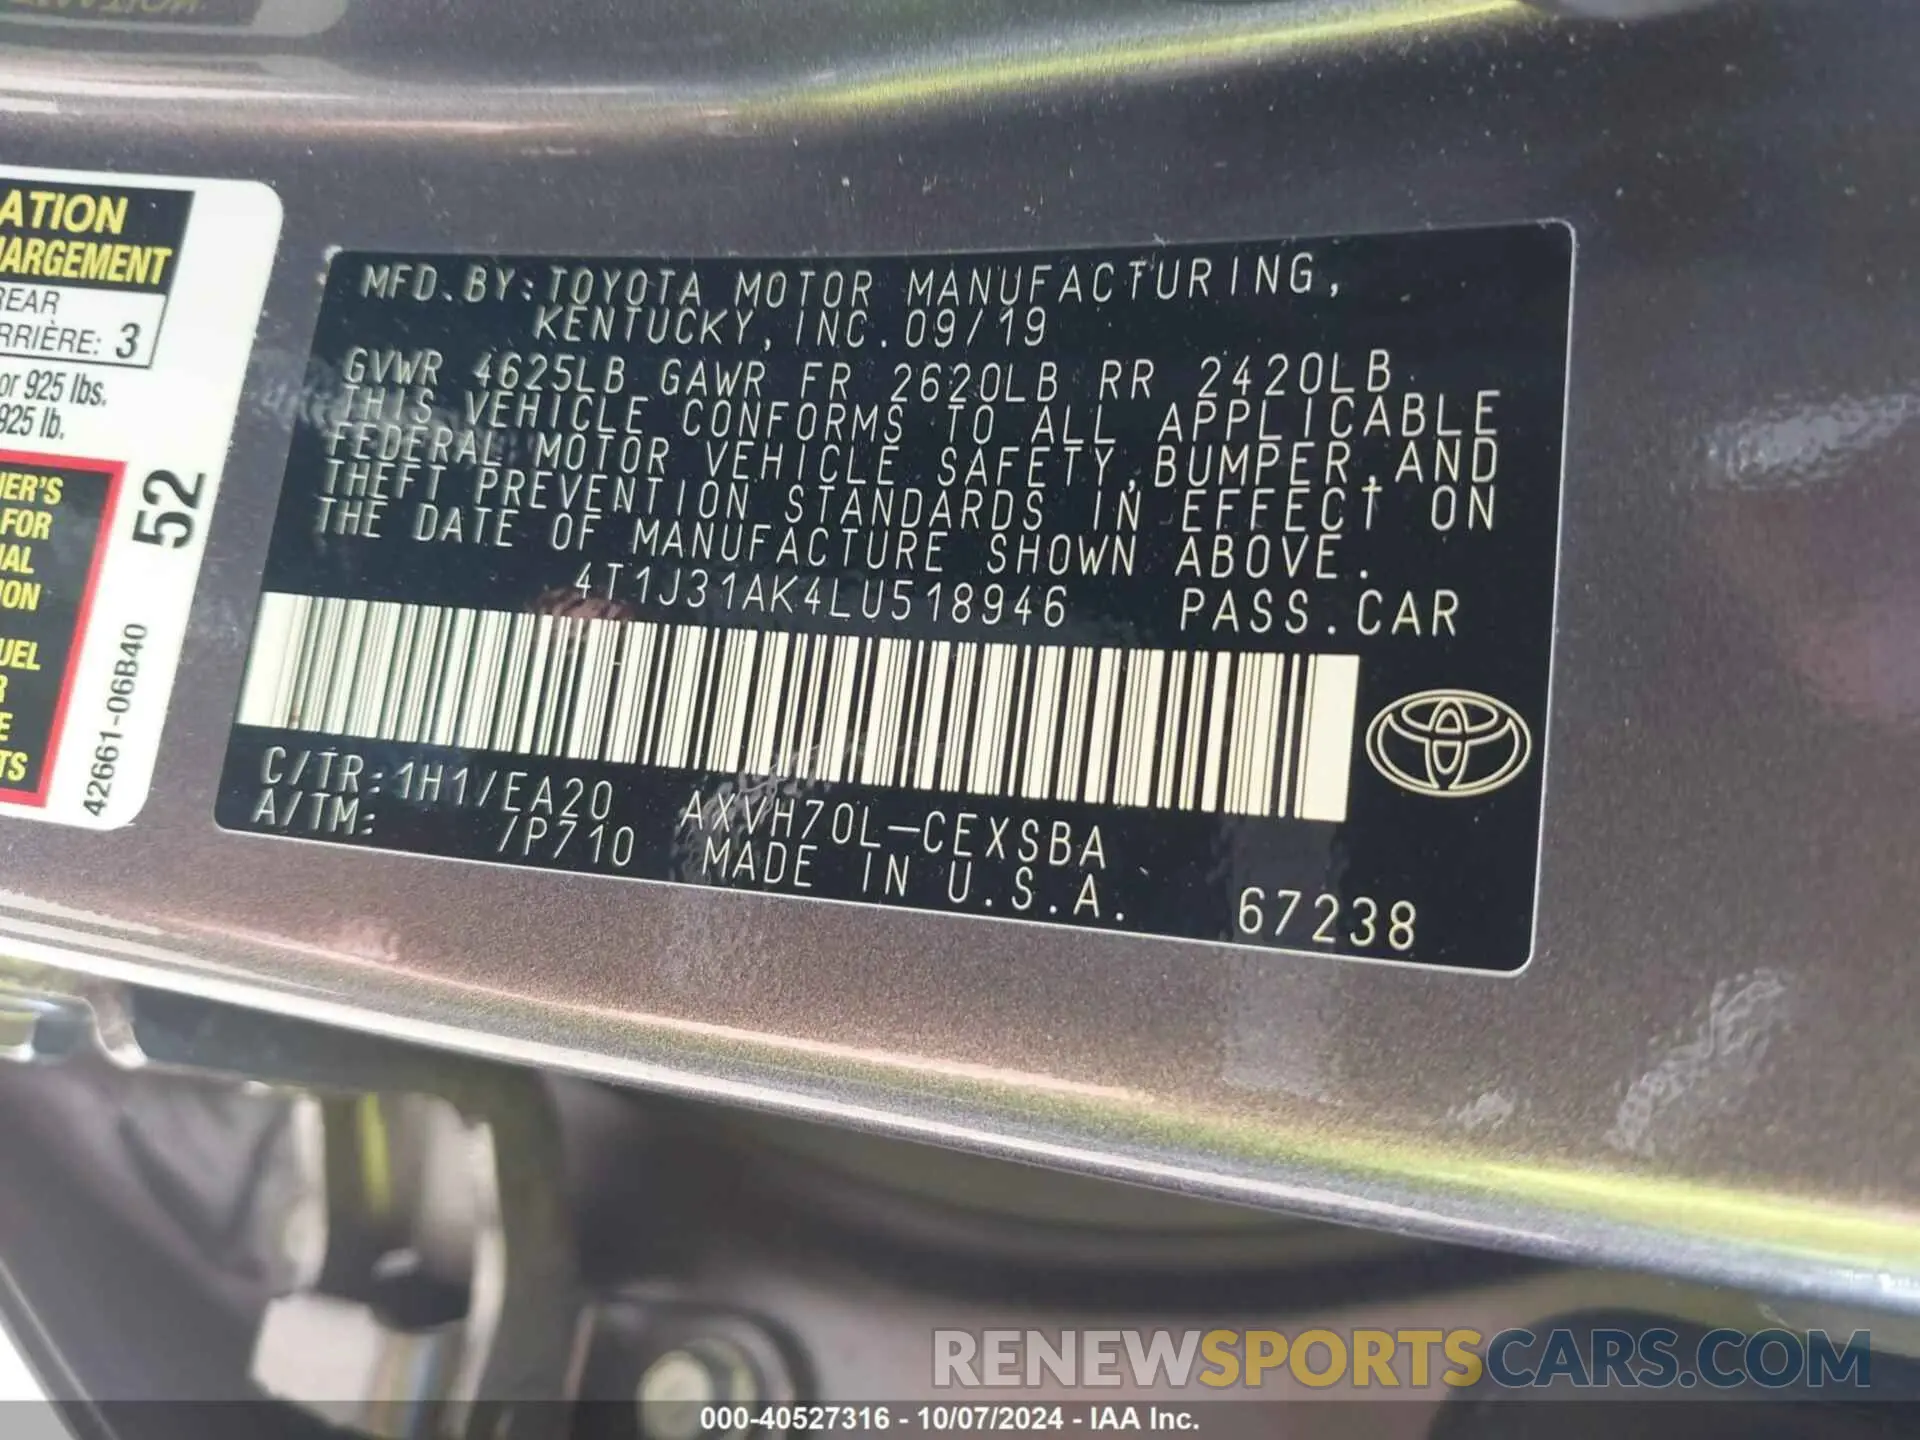 ATION
HARGEMENT
REAR
RRIÈRE: 3
or 925 lbs.
925 lb.
NER'S
FOR
ION
UEL
R
E
TS
52
42661-06B40
MFD.BY:TOYOTA MOTOR MANUFACTURING,
KENTUCKY,INC.09/19
GVWR 4625LB GAWR FR 2620LB RR 2420LB
THIS VEHICLE CONFORMS TO ALL APPLICABLE
FEDERAL MOTOR VEHICLE SAFETY,BUMPER,AND
THEFT PREVENTION STANDARDS IN EFFECT ON
THE DATE OF MANUFACTURE SHOWN ABOVE.
4T1J31AK4LU518946 PASS.CAR
C/TR:1H1/EA20 AXVH70L-CEXSBA
A/TM: /P710 MADE IN U.S.A.
67238
RENEWSPORTSCARS.COM
000-40527316 - 10/07/2024 - IAA Inc.